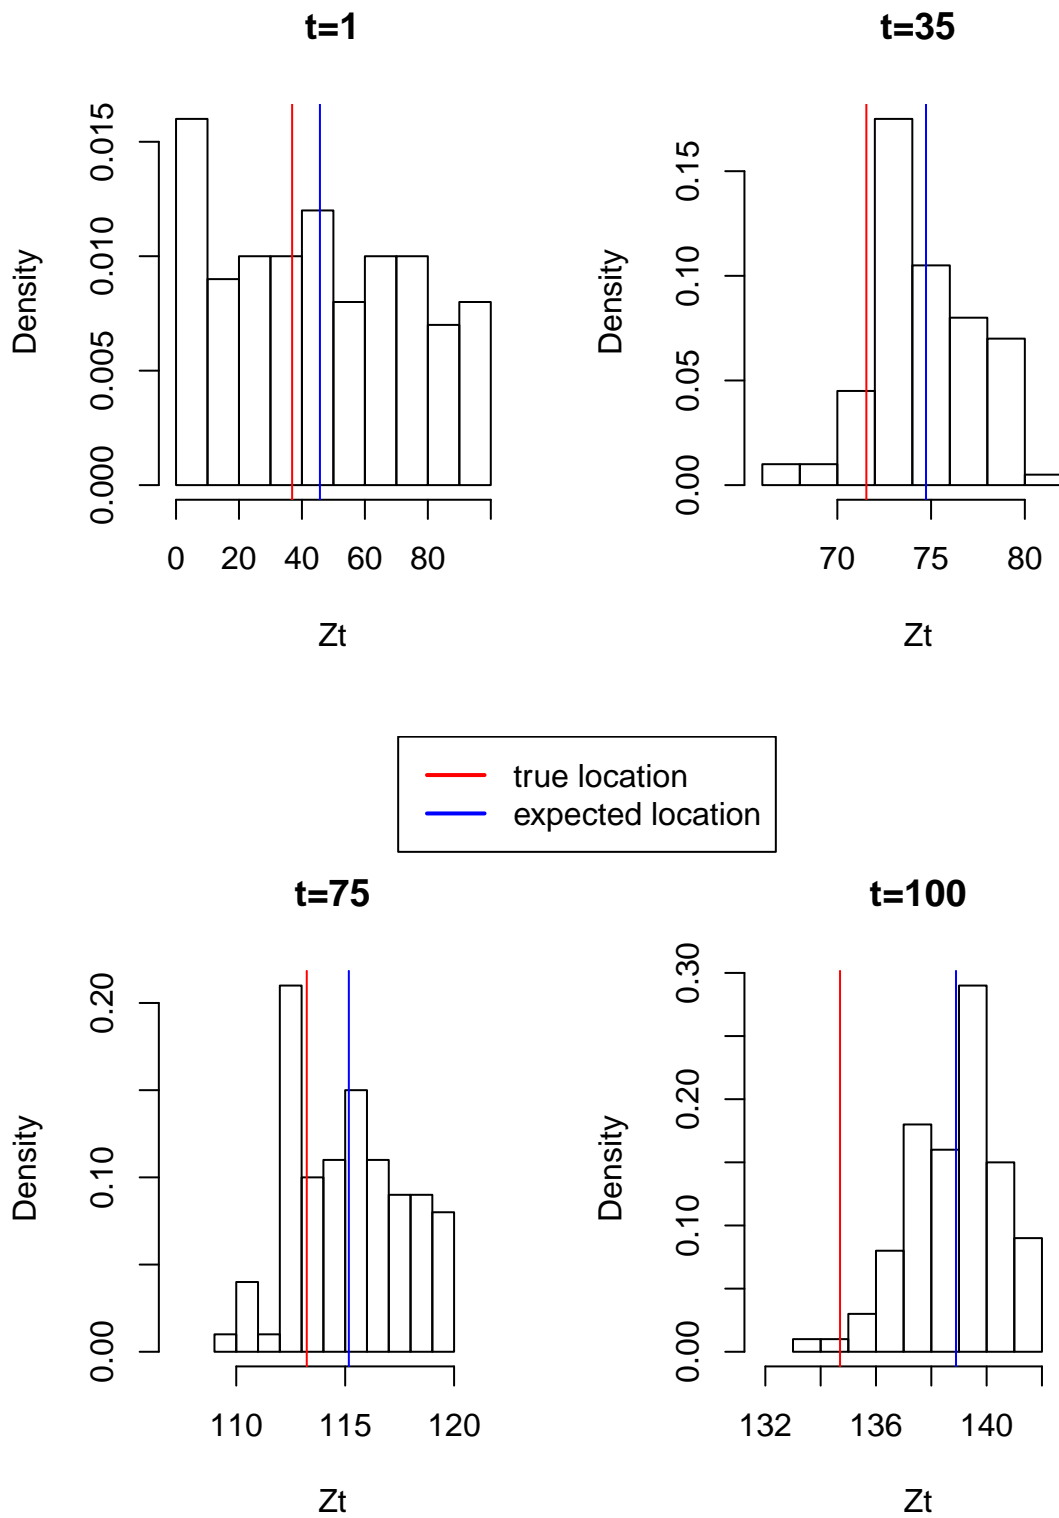 t=1
Density
0.000 0.005 0.010 0.015
0 20 40 60 80
Zt
t=35
Density
0.00 0.05 0.10 0.15
70 75 80
Zt
true location
expected location
t=75
Density
0.00 0.10 0.20
110 115 120
Zt
t=100
Density
0.00 0.10 0.20 0.30
132 136 140
Zt